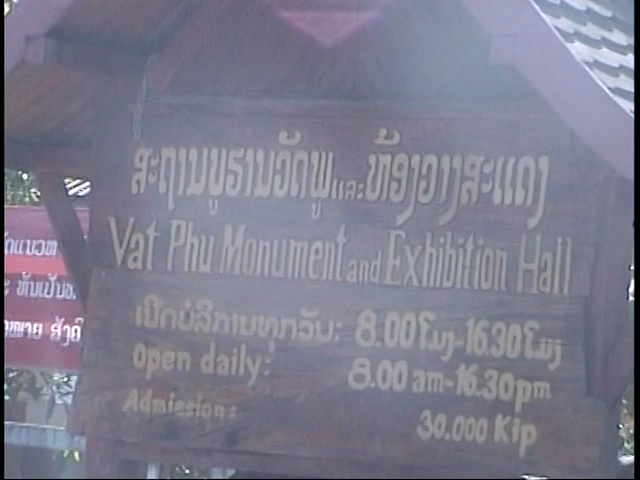 ສະຖານບູຮານວັດພູ ແລະ ຫ້ອງວາງສະແດງ
Vat Phu Monument and Exhibition Hall
ເປີດບໍລິການທຸກວັນ: 8.00ໂມງ-16.30ໂມງ
open daily: 8.00 am-16.30pm
Admission: 30.000 Kip